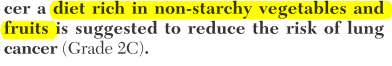 cer a diet rich in non-starchy vegetables and
fruits is suggested to reduce the risk of lung
cancer (Grade 2C).